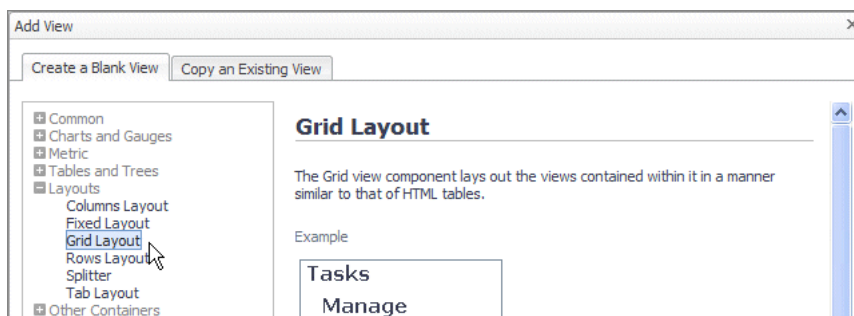 Add View
Create a Blank View
Copy an Existing View
Common
Charts and Gauges
Metric
Tables and Trees
Layouts
Columns Layout
Fixed Layout
Grid Layout
Rows Layout
Splitter
Tab Layout
Other Containers
Grid Layout
The Grid view component lays out the views contained within it in a manner
similar to that of HTML tables.
Example
Tasks
Manage